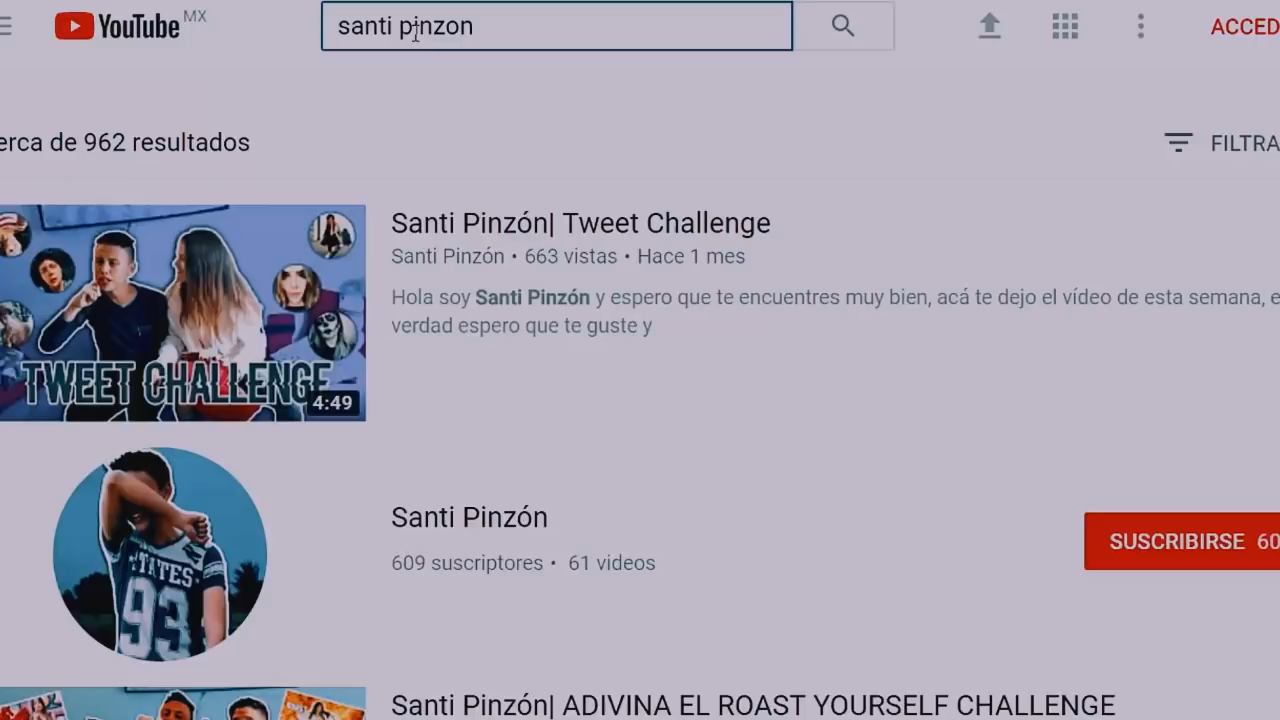 YouTube MX
santi pinzon
ACCED
erca de 962 resultados
FILTRA
TWEET CHALLENGE
4:49
Santi Pinzón| Tweet Challenge
Santi Pinzón • 663 vistas • Hace 1 mes
Hola soy Santi Pinzón y espero que te encuentres muy bien, acá te dejo el vídeo de esta semana, e
verdad espero que te guste y
STATES
93
Santi Pinzón
609 suscriptores • 61 videos
SUSCRIBIRSE 60
Santi Pinzón| ADIVINA EL ROAST YOURSELF CHALLENGE